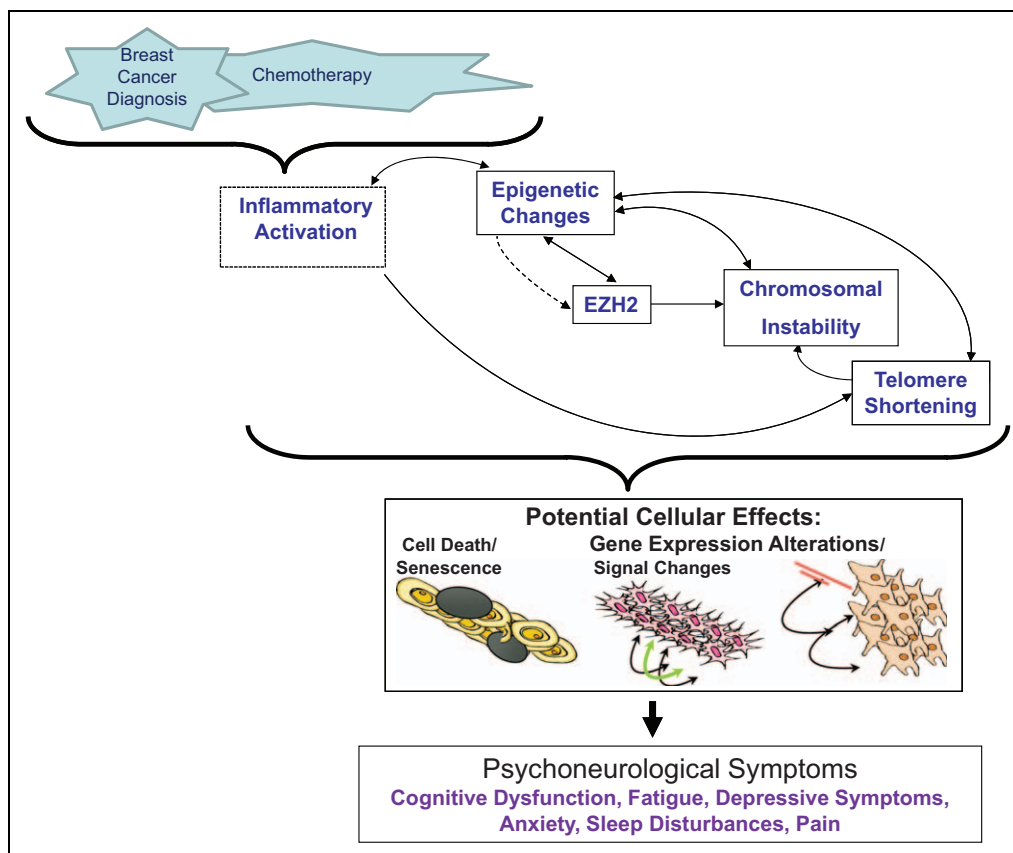 Breast
Cancer
Diagnosis
Chemotherapy
Inflammatory
Activation
Epigenetic
Changes
EZH2
Chromosomal
Instability
Telomere
Shortening
Potential Cellular Effects:
Cell Death/
Senescence
Gene Expression Alterations/
Signal Changes
Psychoneurological Symptoms
Cognitive Dysfunction, Fatigue, Depressive Symptoms,
Anxiety, Sleep Disturbances, Pain